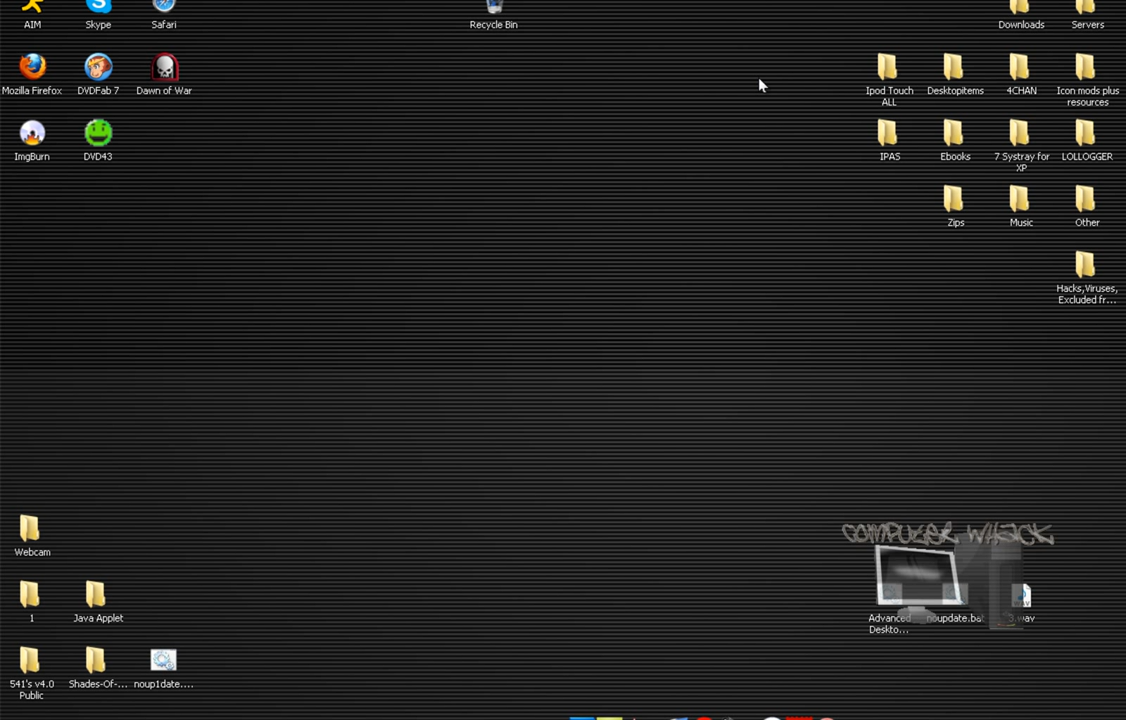 AIM Skype Safari Recycle Bin Downloads Servers
Mozilla Firefox DVDFab 7 Dawn of War Ipod Touch ALL Desktopitems 4CHAN Icon mods plus resources
ImgBurn DVD43 IPAS Ebooks 7 Systray for XP LOLLOGGER
Zips Music Other
Hacks,Viruses, Excluded fr...
COMPUTER WHACK
Webcam
1 Java Applet Advanced Deskto... noupdate.bat 3.wav
541's v4.0 Public Shades-Of-... noup1date....